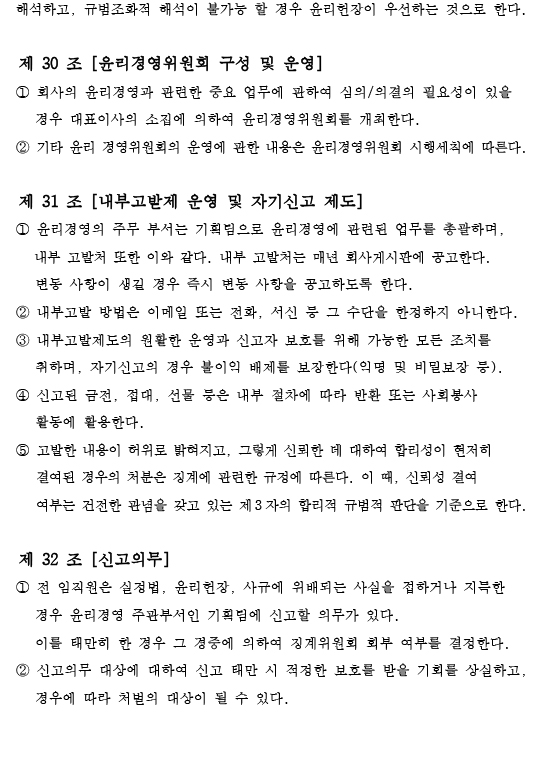 해석하고, 규범조화적 해석이 불가능 할 경우 윤리헌장이 우선하는 것으로 한다.
제 30 조 [윤리경영위원회 구성 및 운영]
① 회사의 윤리경영과 관련한 중요 업무에 관하여 심의/의결의 필요성이 있을
경우 대표이사의 소집에 의하여 윤리경영위원회를 개최한다.
② 기타 윤리 경영위원회의 운영에 관한 내용은 윤리경영위원회 시행세칙에 따른다.
제 31 조 [내부고발제 운영 및 자기신고 제도]
① 윤리경영의 주무 부서는 기획팀으로 윤리경영에 관련된 업무를 총괄하며,
내부 고발처 또한 이와 같다. 내부 고발처는 매년 회사게시판에 공고한다.
변동 사항이 생길 경우 즉시 변동 사항을 공고하도록 한다.
② 내부고발 방법은 이메일 또는 전화, 서신 등 그 수단을 한정하지 아니한다.
③ 내부고발제도의 원활한 운영과 신고자 보호를 위해 가능한 모든 조치를
취하며, 자기신고의 경우 불이익 배제를 보장한다(익명 및 비밀보장 등).
④ 신고된 금전, 접대, 선물 등은 내부 절차에 따라 반환 또는 사회봉사
활동에 활용한다.
⑤ 고발한 내용이 허위로 밝혀지고, 그렇게 신뢰한 데 대하여 합리성이 현저히
결여된 경우의 처분은 징계에 관련한 규정에 따른다. 이 때, 신뢰성 결여
여부는 건전한 관념을 갖고 있는 제3자의 합리적 규범적 판단을 기준으로 한다.
제 32 조 [신고의무]
① 전 임직원은 실정법, 윤리헌장, 사규에 위배되는 사실을 접하거나 지득한
경우 윤리경영 주관부서인 기획팀에 신고할 의무가 있다.
이를 태만히 한 경우 그 경중에 의하여 징계위원회 회부 여부를 결정한다.
② 신고의무 대상에 대하여 신고 태만 시 적정한 보호를 받을 기회를 상실하고,
경우에 따라 처벌의 대상이 될 수 있다.